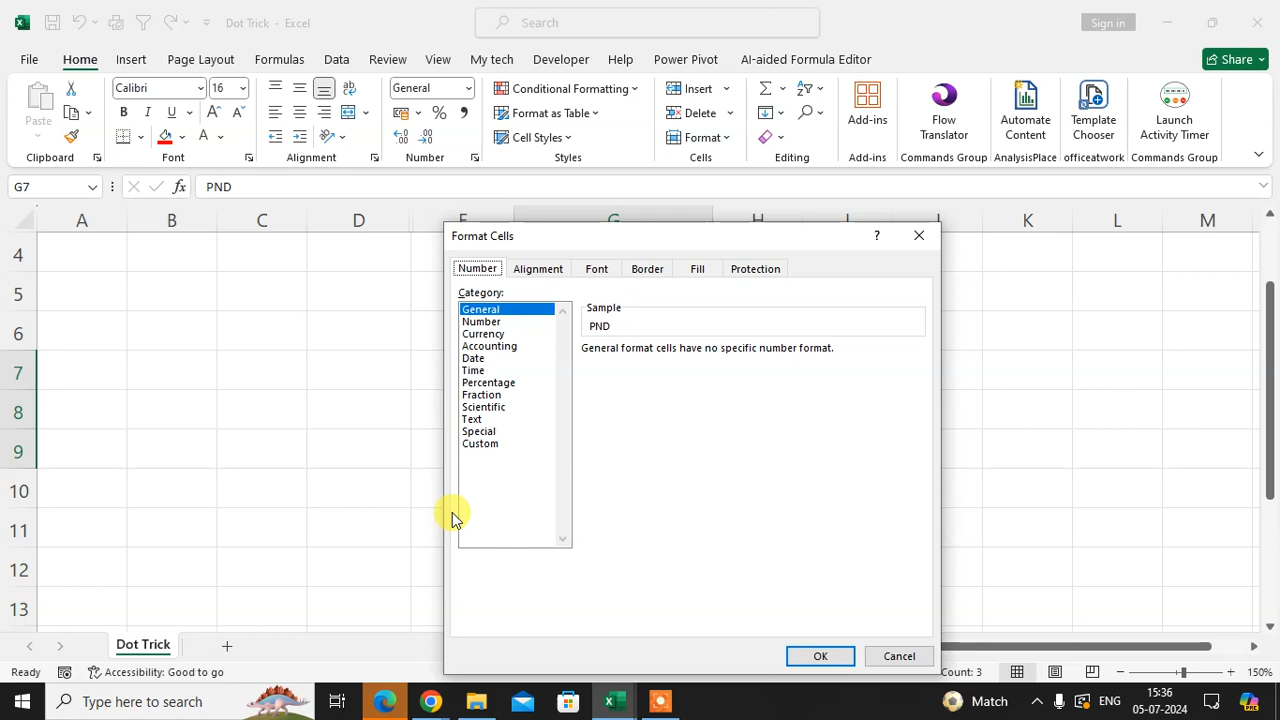 Dot Trick - Excel
Search
Sign in
File Home Insert Page Layout Formulas Data Review View My tech Developer Help Power Pivot AI-aided Formula Editor
Share
Paste
Clipboard
Calibri 16
B I U
Font
Alignment
General
Number
Conditional Formatting
Format as Table
Cell Styles
Styles
Insert
Delete
Format
Cells
Editing
Add-ins
Add-ins
Flow Translator
Commands Group
Automate Content
AnalysisPlace
Template Chooser
officeatwork
Launch Activity Timer
Commands Group
G7
fx
PND
A B C D G K L M
4
5
6
7
8
9
10
11
12
13
Format Cells
Number Alignment Font Border Fill Protection
Category:
General
Number
Currency
Accounting
Date
Time
Percentage
Fraction
Scientific
Text
Special
Custom
Sample
PND
General format cells have no specific number format.
OK Cancel
Dot Trick
Ready
Accessibility: Good to go
Count: 3
150%
Type here to search
Match
ENG
15:36
05-07-2024